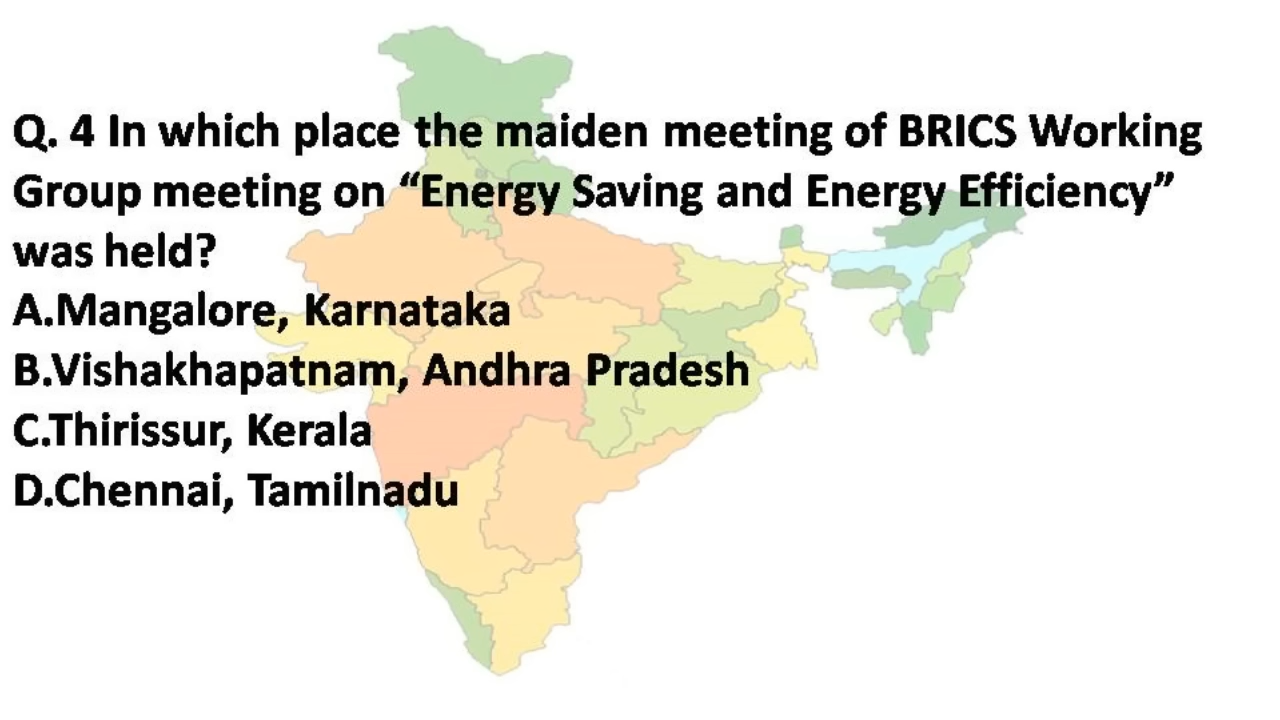 Q. 4 In which place the maiden meeting of BRICS Working
Group meeting on “Energy Saving and Energy Efficiency”
was held?
A.Mangalore, Karnataka
B.Vishakhapatnam, Andhra Pradesh
C.Thirissur, Kerala
D.Chennai, Tamilnadu